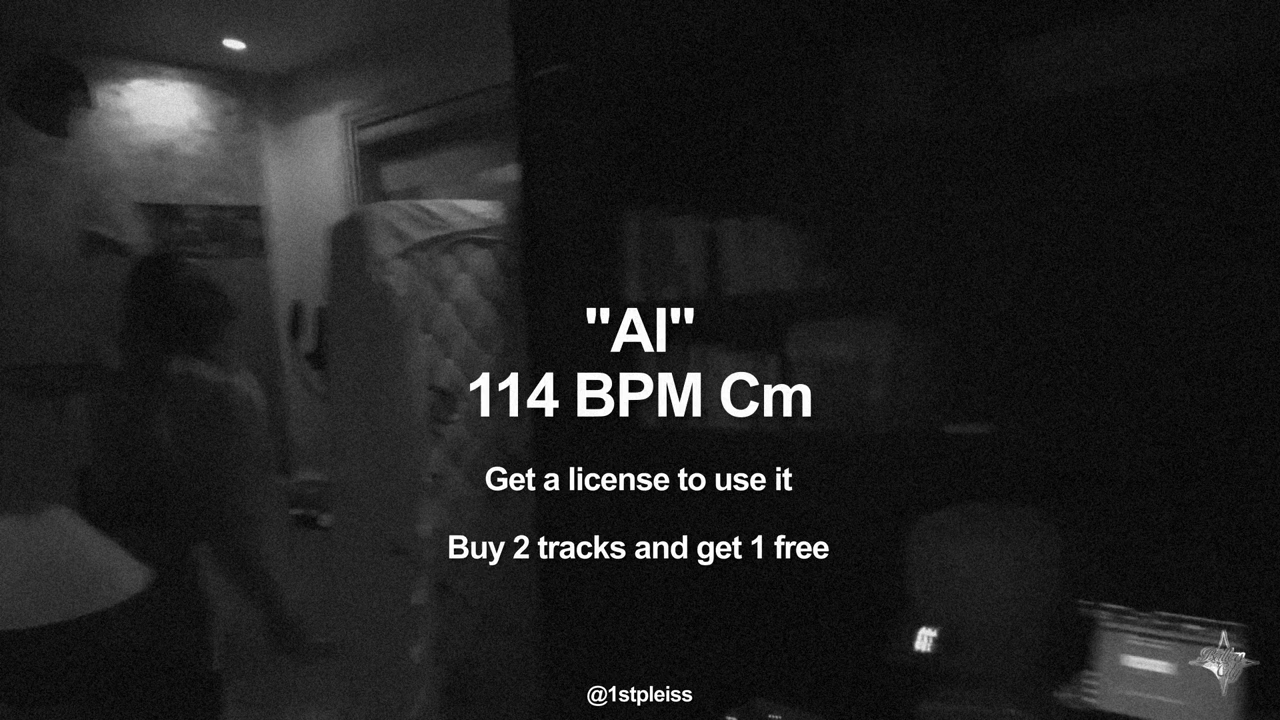 "AI"
114 BPM Cm
Get a license to use it
Buy 2 tracks and get 1 free
@1stpleiss